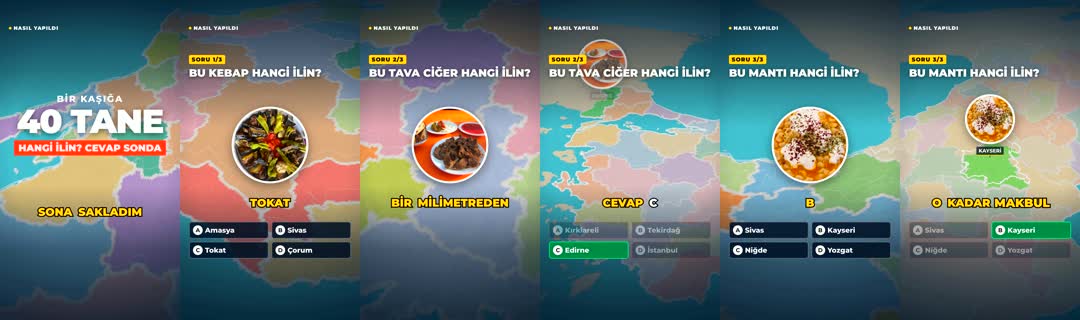 NASIL YAPILDI
BİR KAŞIĞA
40 TANE
HANGİ İLİN? CEVAP SONDA
SONA SAKLADIM
NASIL YAPILDI
SORU 1/3
BU KEBAP HANGİ İLİN?
TOKAT
A Amasya
B Sivas
C Tokat
D Çorum
NASIL YAPILDI
SORU 2/3
BU TAVA CİĞER HANGİ İLİN?
BİR MİLİMETREDEN
NASIL YAPILDI
SORU 2/3
BU TAVA CİĞER HANGİ İLİN?
CEVAP C
A Kırklareli
B Tekirdağ
C Edirne
D İstanbul
NASIL YAPILDI
SORU 3/3
BU MANTI HANGİ İLİN?
B
A Sivas
B Kayseri
C Niğde
D Yozgat
NASIL YAPILDI
SORU 3/3
BU MANTI HANGİ İLİN?
KAYSERİ
O KADAR MAKBUL
A Sivas
B Kayseri
C Niğde
D Yozgat